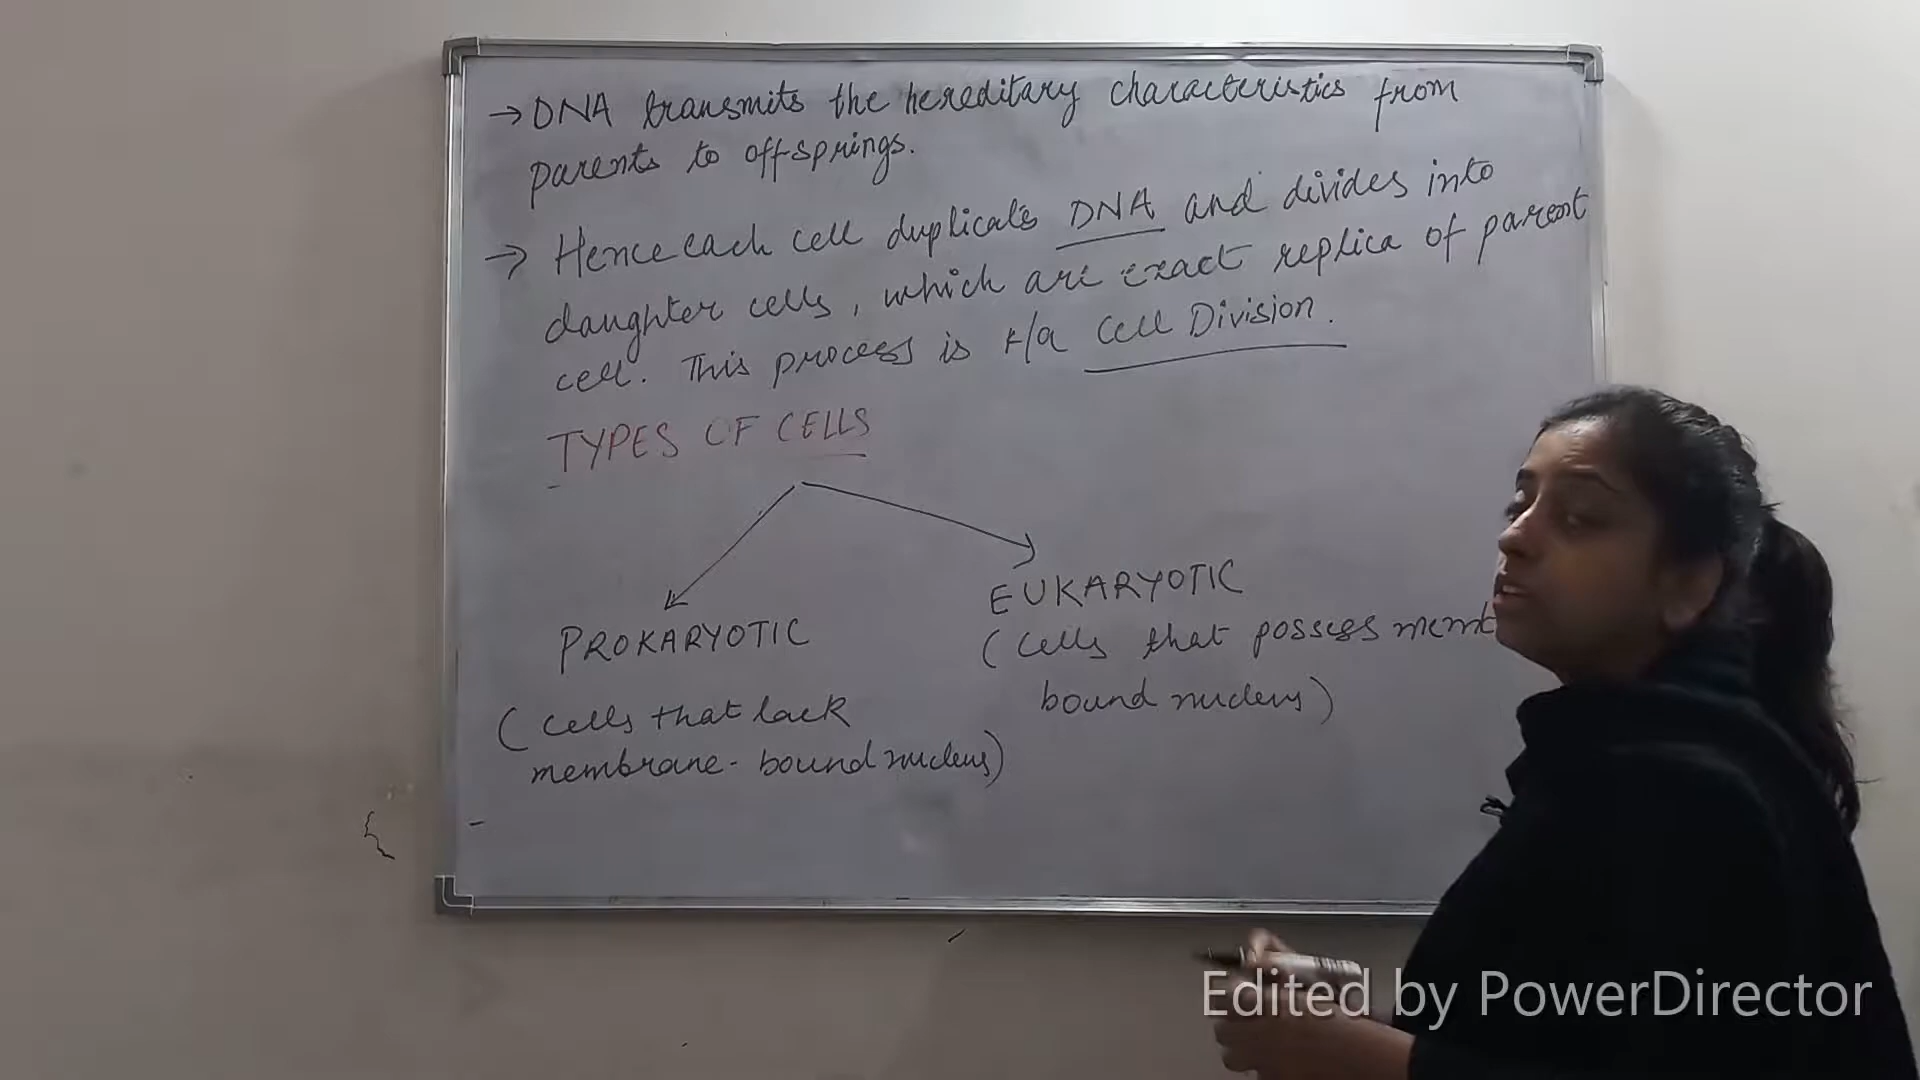 → DNA transmits the hereditary characteristics from
parents to offsprings.
→ Hence each cell duplicates DNA and divides into
daughter cells, which are exact replica of parent
cell. This process is k/a Cell Division.
TYPES OF CELLS
PROKARYOTIC
(cells that lack
membrane-bound nucleus)
EUKARYOTIC
(cells that possess
bound nucleus)
Edited by PowerDirector